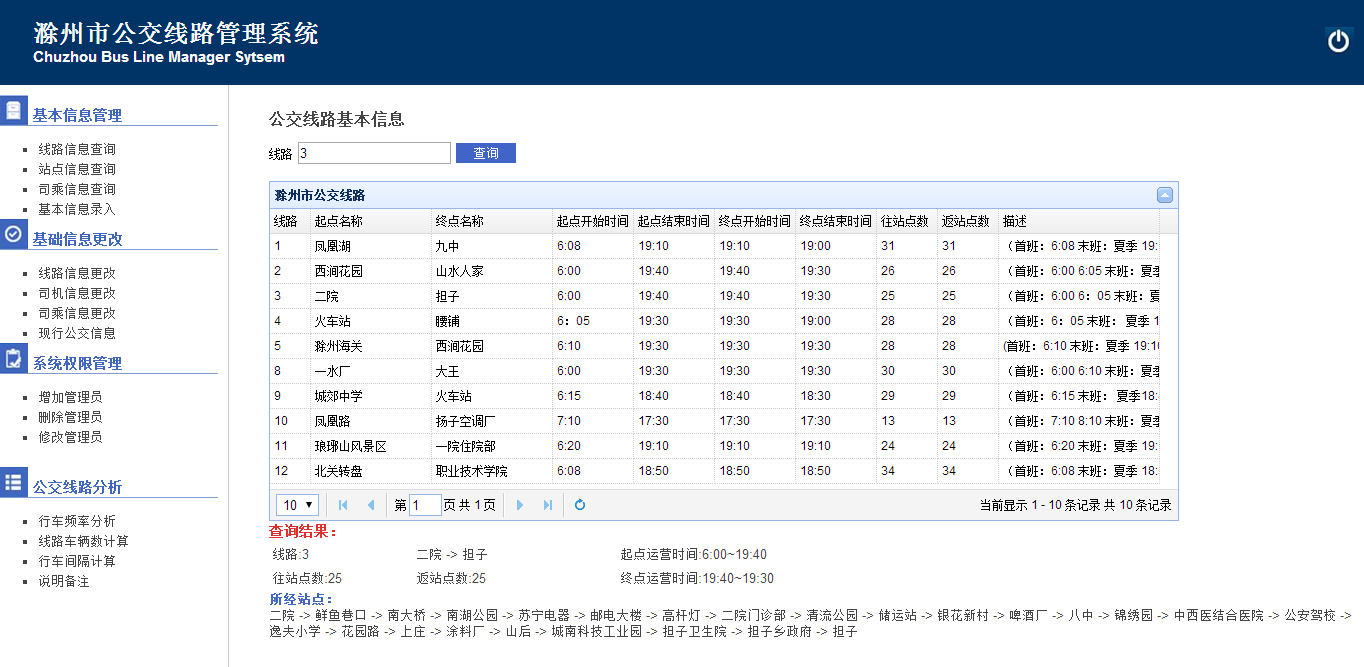 滁州市公交线路管理系统
Chuzhou Bus Line Manager Sytsem
基本信息管理
线路信息查询
站点信息查询
司乘信息查询
基本信息录入
基础信息更改
线路信息更改
司机信息更改
司乘信息更改
现行公交信息
系统权限管理
增加管理员
删除管理员
修改管理员
公交线路分析
行车频率分析
线路车辆数计算
行车间隔计算
说明备注
公交线路基本信息
线路 3 查询
滁州市公交线路
线路 起点名称 终点名称 起点开始时间 起点结束时间 终点开始时间 终点结束时间 往站点数 返站点数 描述
1 凤凰湖 九中 6:08 19:10 19:10 19:00 31 31 （首班：6:08 末班：夏季 19:
2 西涧花园 山水人家 6:00 19:40 19:40 19:30 26 26 （首班：6:00 6:05 末班：夏季
3 二院 担子 6:00 19:40 19:40 19:30 25 25 （首班：6:00 6：05 末班：夏
4 火车站 腰铺 6：05 19:30 19:30 19:00 28 28 （首班：6：05 末班： 夏季 1
5 滁州海关 西涧花园 6:10 19:30 19:30 19:30 28 28 (首班：6:10 末班：夏季 19:10
8 一水厂 大王 6:00 19:30 19:30 19:30 30 30 （首班：6:00 6:10 末班：夏季
9 城郊中学 火车站 6:15 18:40 18:40 18:30 29 29 （首班：6:15 末班： 夏季18:
10 凤凰路 扬子空调厂 7:10 17:30 17:30 17:30 13 13 （首班：7:10 8:10 末班：夏季
11 琅琊山风景区 一院住院部 6:20 19:10 19:10 19:10 24 24 （首班：6:20 末班：夏季 19:
12 北关转盘 职业技术学院 6:08 18:50 18:50 18:50 34 34 （首班：6:08 末班：夏季 18:
10 第 1 页 共 1 页 当前显示 1 - 10 条记录 共 10 条记录
查询结果：
线路:3 二院 -> 担子 起点运营时间:6:00~19:40
往站点数:25 返站点数:25 终点运营时间:19:40~19:30
所经站点：
二院 -> 鲜鱼巷口 -> 南大桥 -> 南湖公园 -> 苏宁电器 -> 邮电大楼 -> 高杆灯 -> 二院门诊部 -> 清流公园 -> 储运站 -> 银花新村 -> 啤酒厂 -> 八中 -> 锦绣园 -> 中西医结合医院 -> 公安驾校 ->
逸夫小学 -> 花园路 -> 上庄 -> 涂料厂 -> 山后 -> 城南科技工业园 -> 担子卫生院 -> 担子乡政府 -> 担子